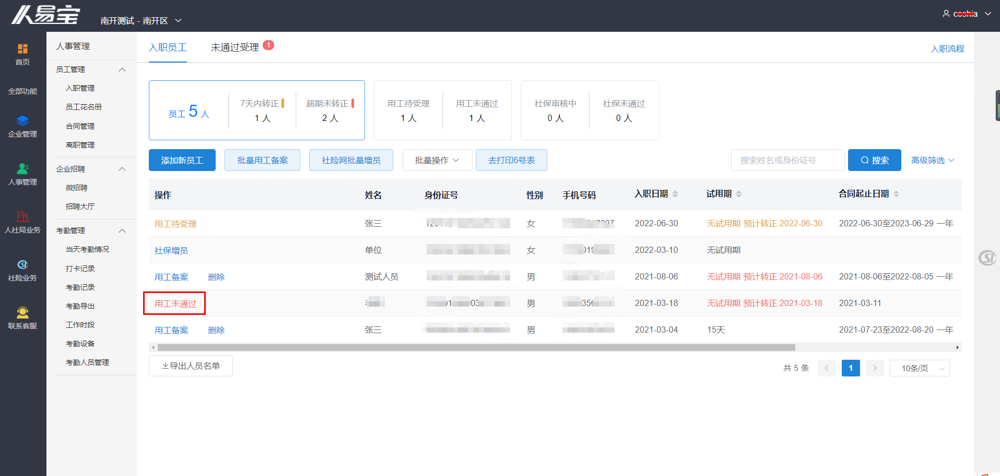 人易宝
南开测试 - 南开区
coshia
首页
全部功能
企业管理
人事管理
人社局业务
社险业务
联系客服
人事管理
员工管理
入职管理
员工花名册
合同管理
离职管理
企业招聘
微招聘
招聘大厅
考勤管理
当天考勤情况
打卡记录
考勤记录
考勤导出
工作时段
考勤设备
考勤人员管理
入职员工 未通过受理 1
入职流程
员工 5 人
7天内转正
1 人
超期未转正
2 人
用工待受理
1 人
用工未通过
1 人
社保审核中
0 人
社保未通过
0 人
添加新员工 批量用工备案 社险网批量增员 批量操作 去打印6号表 搜索姓名或身份证号 搜索 高级筛选
操作 姓名 身份证号 性别 手机号码 入职日期 试用期 合同起止日期
用工待受理 张三 女 2022-06-30 无试用期 预计转正:2022-06-30 2022-06-30至2023-06-29 一年
社保增员 单位 女 2022-03-10 无试用期
用工备案 删除 测试人员 男 2021-08-06 无试用期 预计转正:2021-08-06 2021-08-06至2022-08-05 一年
用工未通过 男 2021-03-18 无试用期 预计转正:2021-03-18 2021-03-11
用工备案 删除 张三 男 2021-03-04 15天 2021-07-23至2022-08-20 一年
导出人员名单
共 5 条 1 10条/页